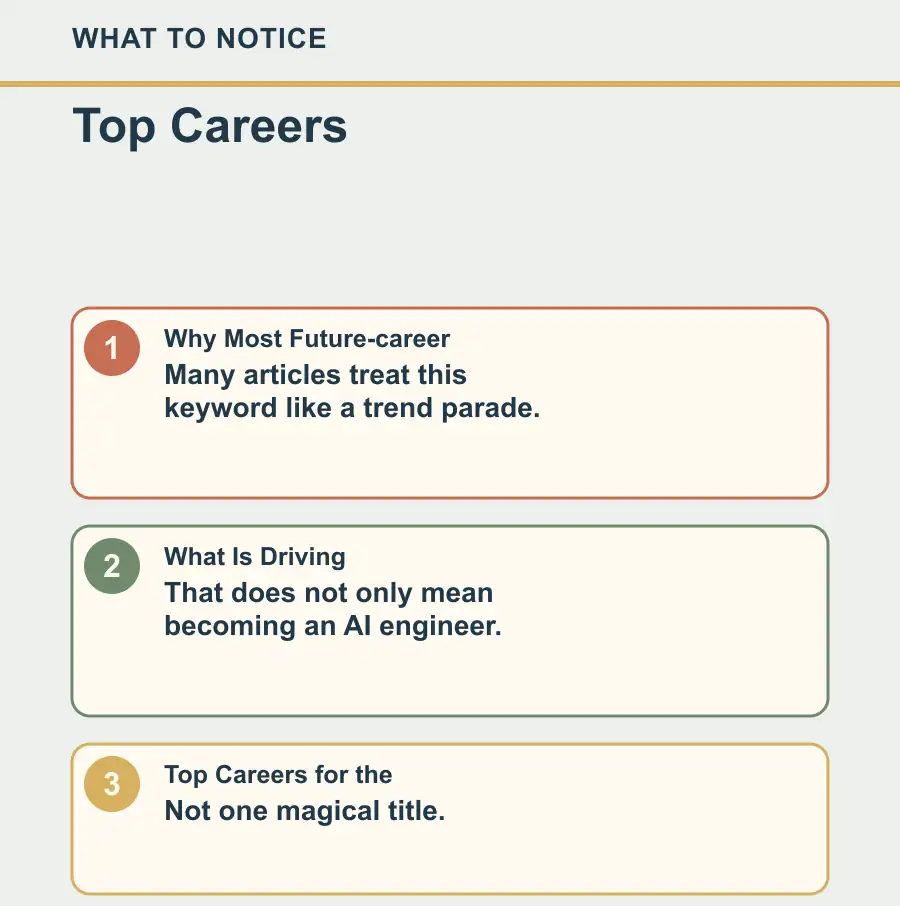 WHAT TO NOTICE
Top Careers
1
Why Most Future-career
Many articles treat this
keyword like a trend parade.
2
What Is Driving
That does not only mean
becoming an AI engineer.
3
Top Careers for the
Not one magical title.